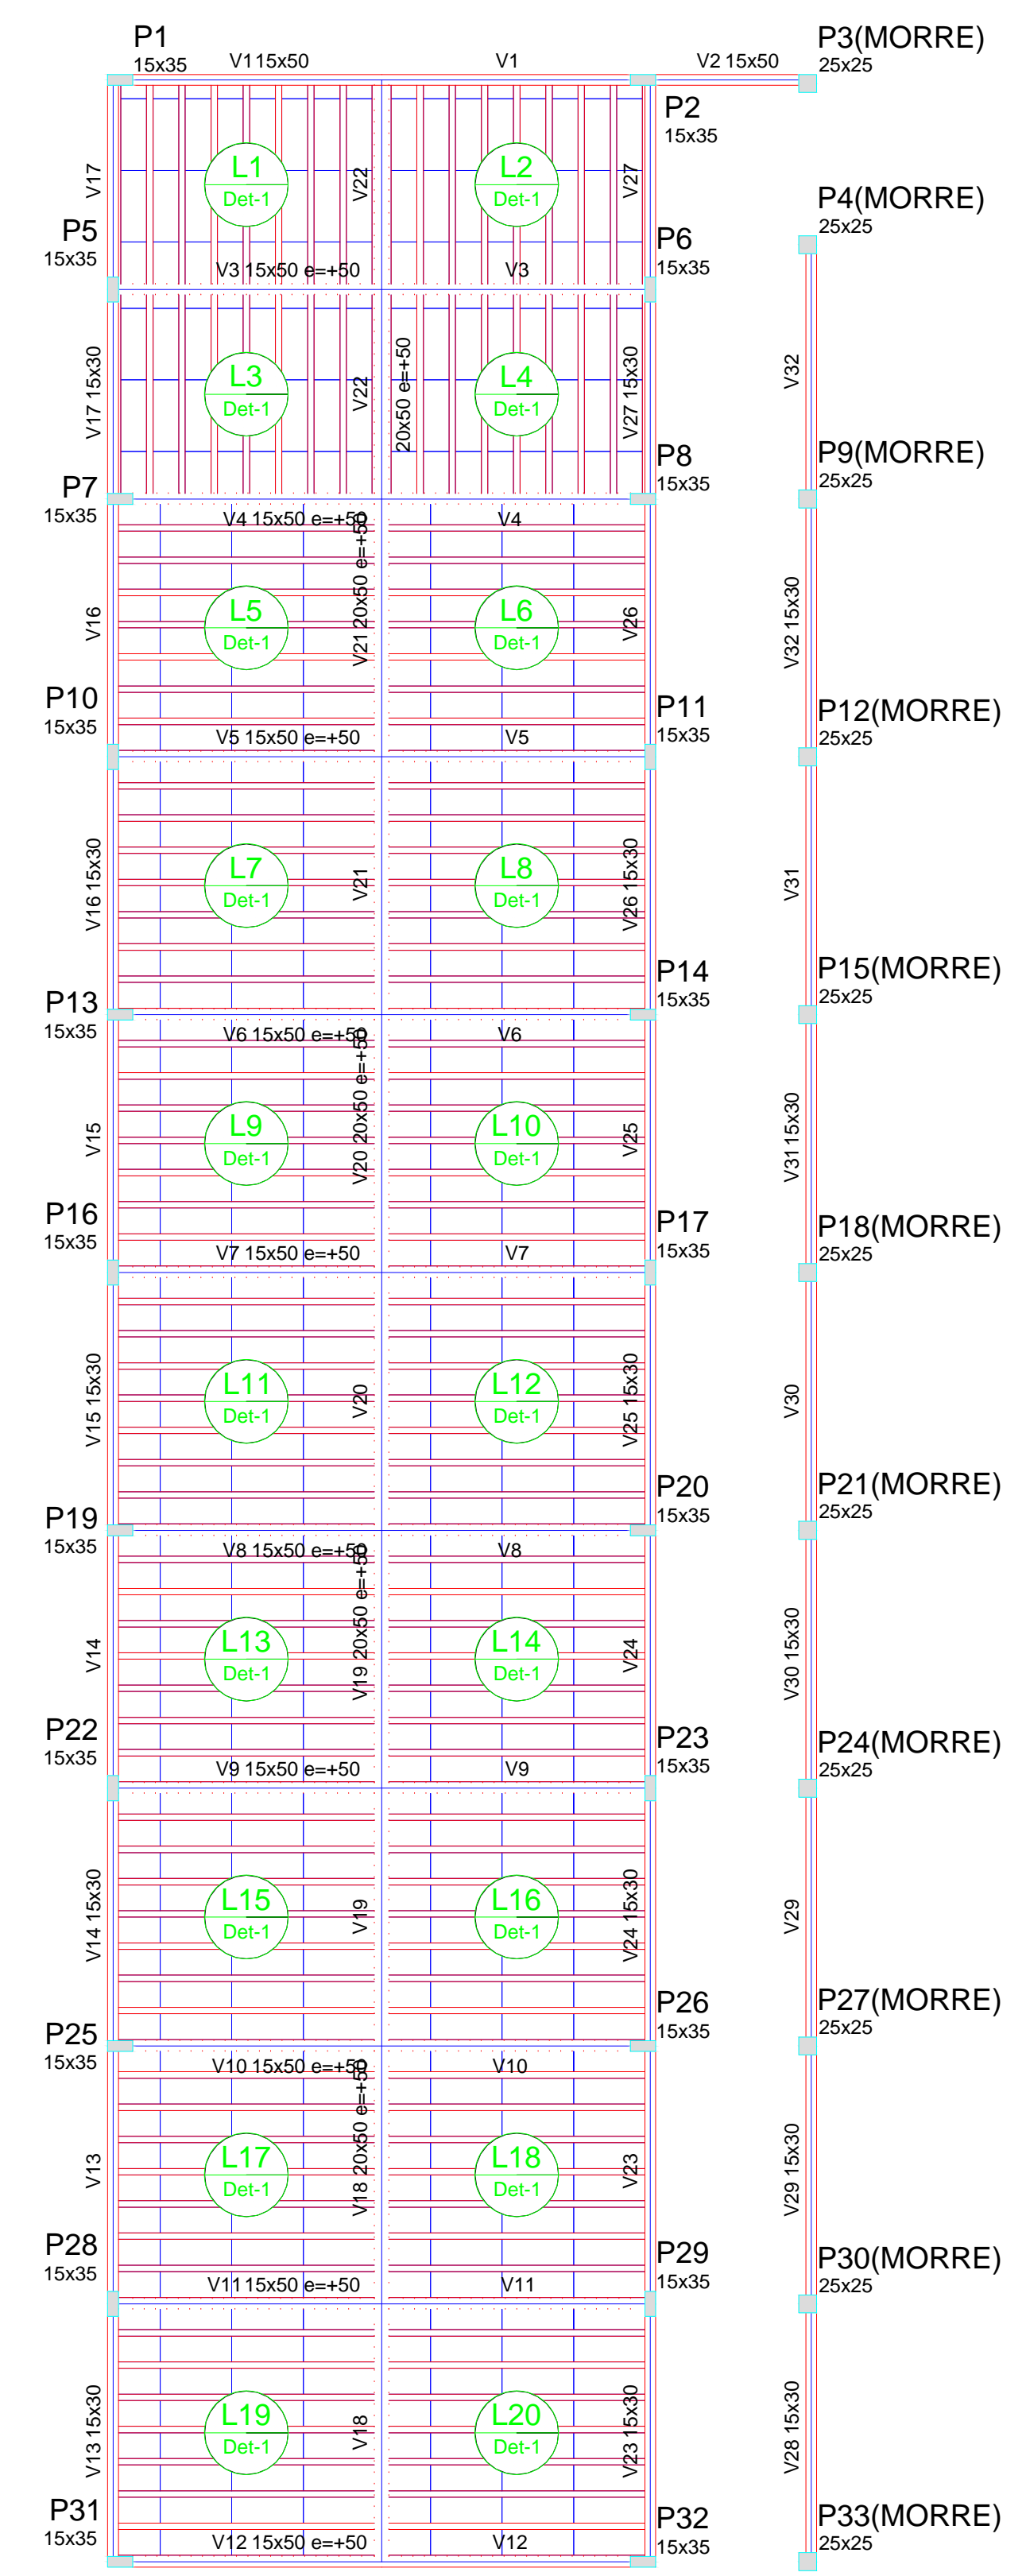 P1
15x35
V1 15x50
V1
V2 15x50
P3(MORRE)
25x25
P2
15x35
V17
L1
Det-1
V22
L2
Det-1
V27
P4(MORRE)
25x25
P5
15x35
P6
15x35
V3 15x50 e=+50
V3
V17 15x30
L3
Det-1
V22
20x50 e=+50
L4
Det-1
V27 15x30
V32
P7
15x35
P8
15x35
P9(MORRE)
25x25
V4 15x50 e=+50
V4
V16
L5
Det-1
V21 20x50 e=+50
L6
Det-1
V26
V32 15x30
P10
15x35
P11
15x35
P12(MORRE)
25x25
V5 15x50 e=+50
V5
V16 15x30
L7
Det-1
V21
L8
Det-1
V26 15x30
V31
P13
15x35
P14
15x35
P15(MORRE)
25x25
V6 15x50 e=+50
V6
V15
L9
Det-1
V20 20x50 e=+50
L10
Det-1
V25
V31 15x30
P16
15x35
P17
15x35
P18(MORRE)
25x25
V7 15x50 e=+50
V7
V15 15x30
L11
Det-1
V20
L12
Det-1
V25 15x30
V30
P19
15x35
P20
15x35
P21(MORRE)
25x25
V8 15x50 e=+50
V8
V14
L13
Det-1
V19 20x50 e=+50
L14
Det-1
V24
V30 15x30
P22
15x35
P23
15x35
P24(MORRE)
25x25
V9 15x50 e=+50
V9
V14 15x30
L15
Det-1
V19
L16
Det-1
V24 15x30
V29
P25
15x35
P26
15x35
P27(MORRE)
25x25
V10 15x50 e=+50
V10
V13
L17
Det-1
V18 20x50 e=+50
L18
Det-1
V23
V29 15x30
P28
15x35
P29
15x35
P30(MORRE)
25x25
V11 15x50 e=+50
V11
V13 15x30
L19
Det-1
V18
L20
Det-1
V23 15x30
V28 15x30
P31
15x35
P32
15x35
P33(MORRE)
25x25
V12 15x50 e=+50
V12